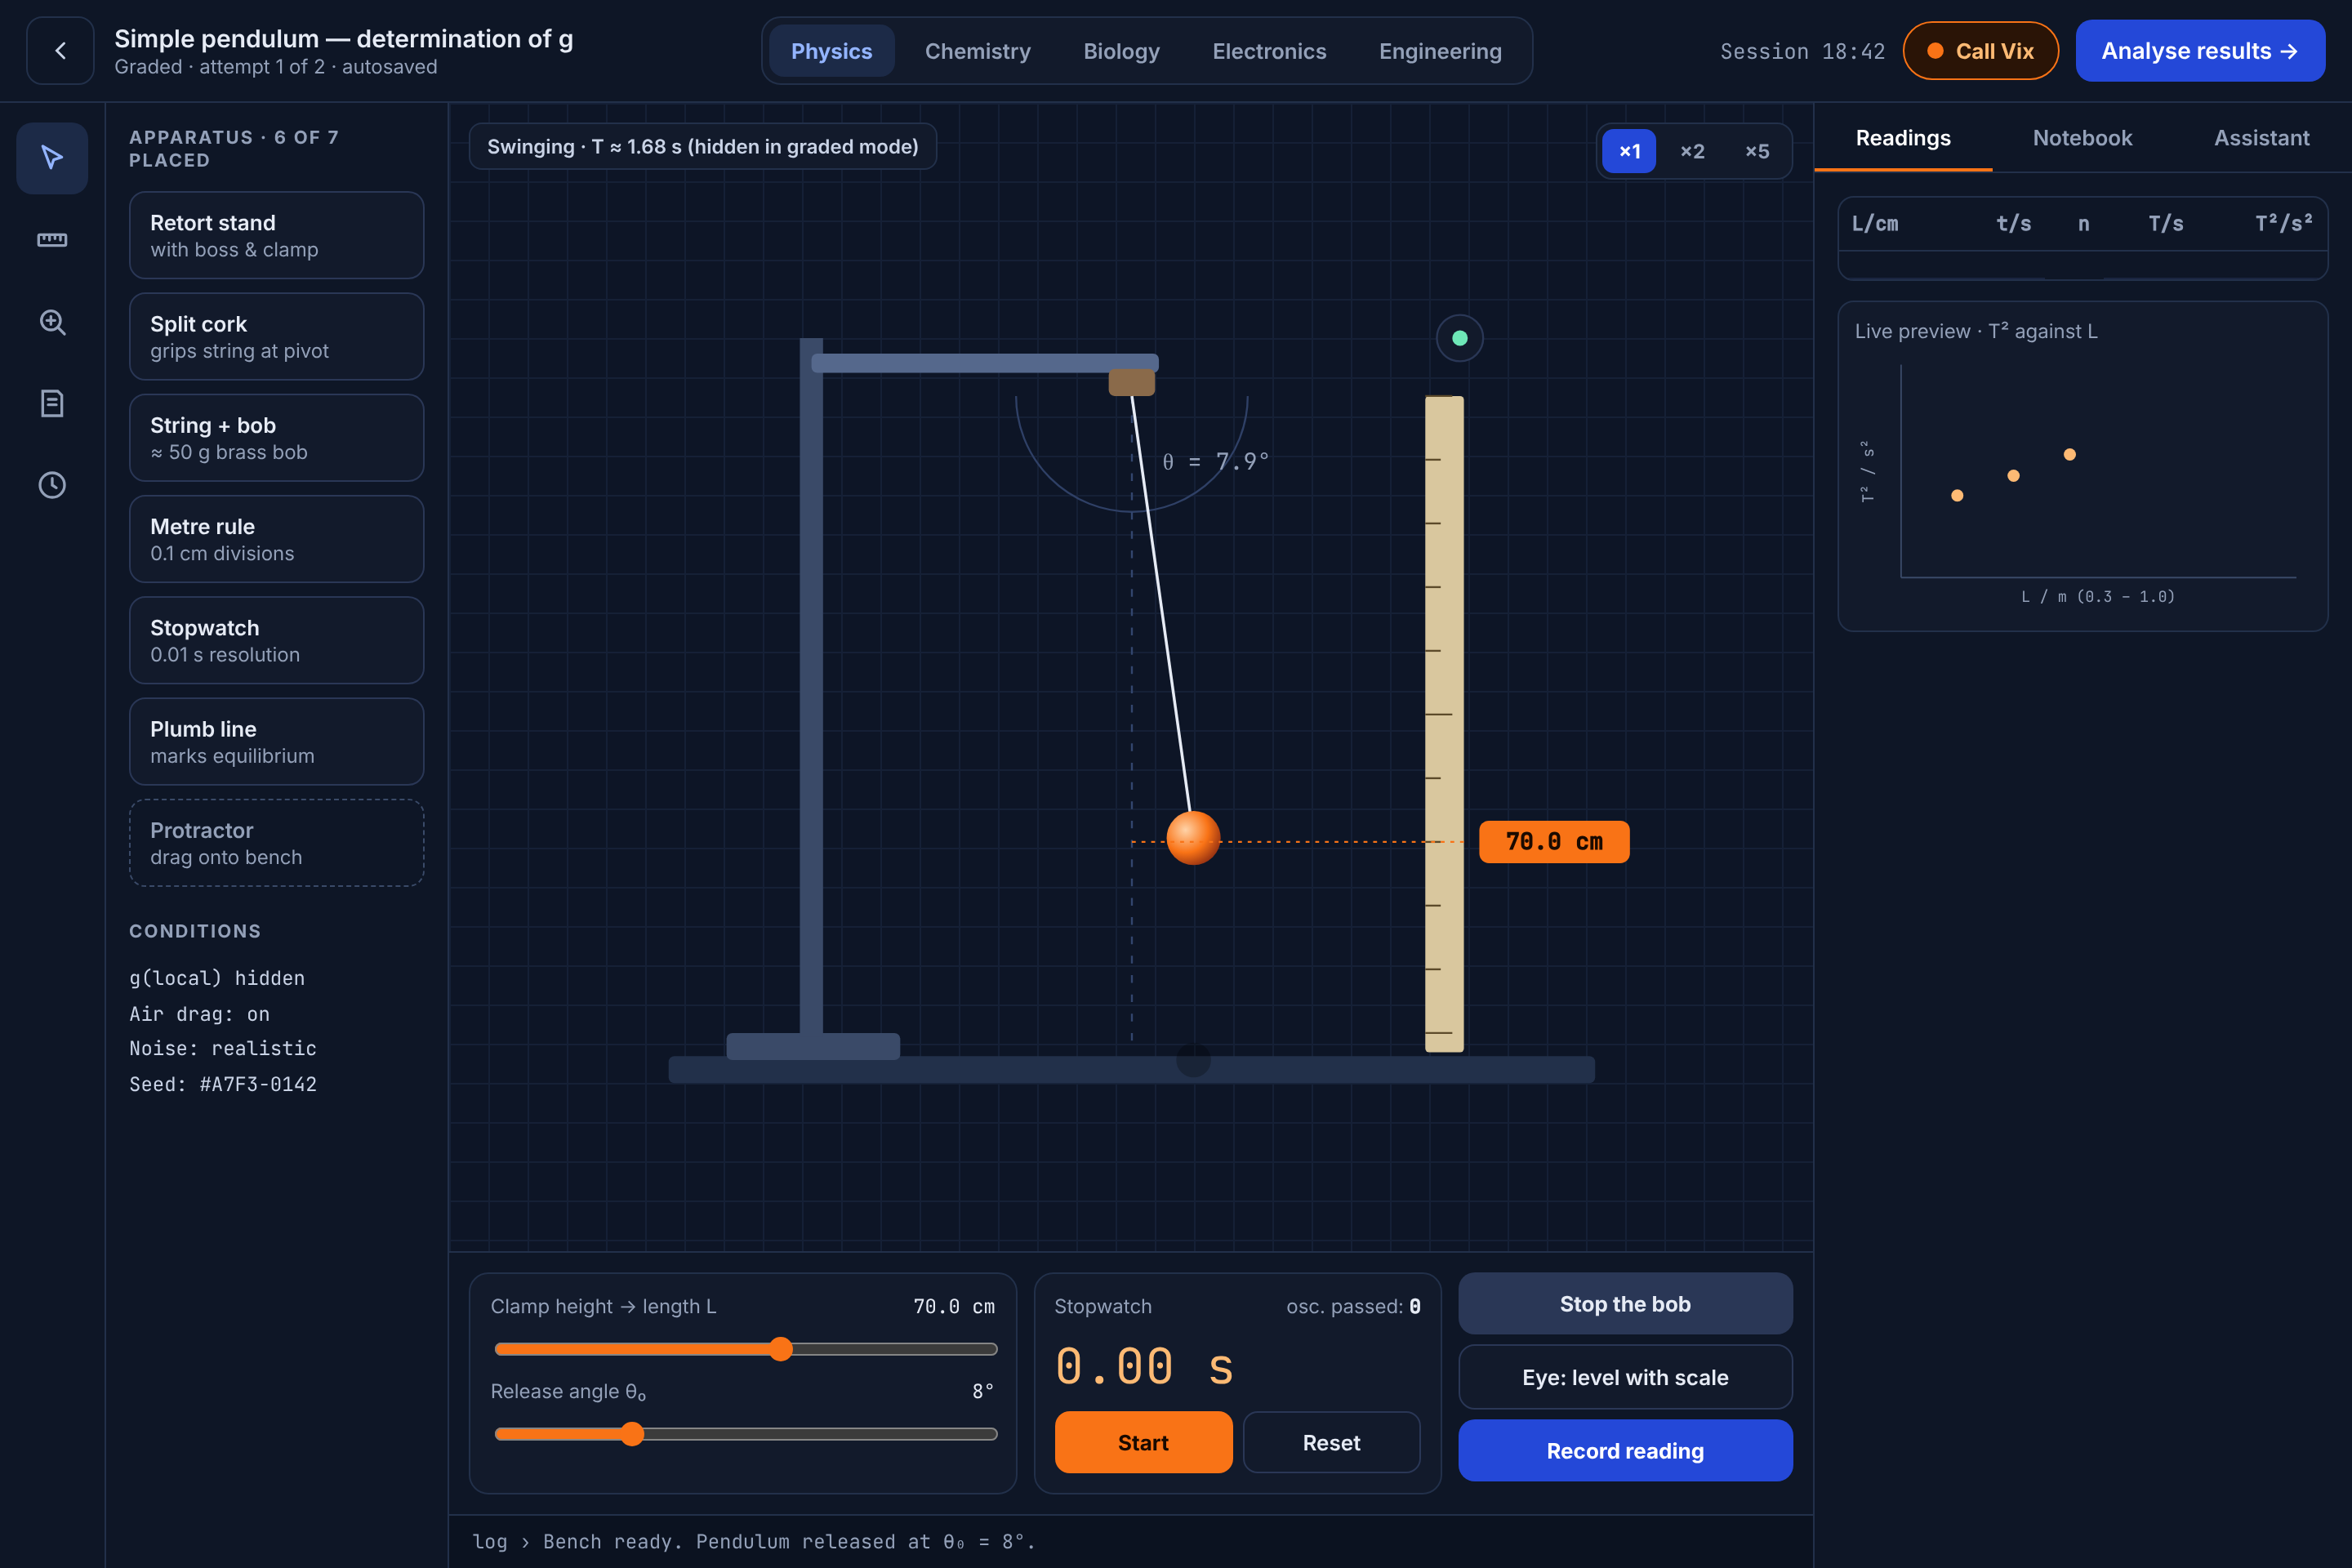 Simple pendulum — determination of g
Graded · attempt 1 of 2 · autosaved
Physics
Chemistry
Biology
Electronics
Engineering
Session 18:42
Call Vix
Analyse results →
APPARATUS · 6 OF 7
PLACED
Retort stand
with boss & clamp
Split cork
grips string at pivot
String + bob
≈ 50 g brass bob
Metre rule
0.1 cm divisions
Stopwatch
0.01 s resolution
Plumb line
marks equilibrium
Protractor
drag onto bench
CONDITIONS
g(local) hidden
Air drag: on
Noise: realistic
Seed: #A7F3-0142
Swinging · T ≈ 1.68 s (hidden in graded mode)
×1
×2
×5
θ = 7.9°
70.0 cm
Clamp height → length L
70.0 cm
Release angle θ₀
8°
Stopwatch
osc. passed: 0
0.00 s
Start
Reset
Stop the bob
Eye: level with scale
Record reading
log › Bench ready. Pendulum released at θ₀ = 8°.
Readings
Notebook
Assistant
L/cm t/s n T/s T²/s²
Live preview · T² against L
T² / s²
L / m (0.3 – 1.0)